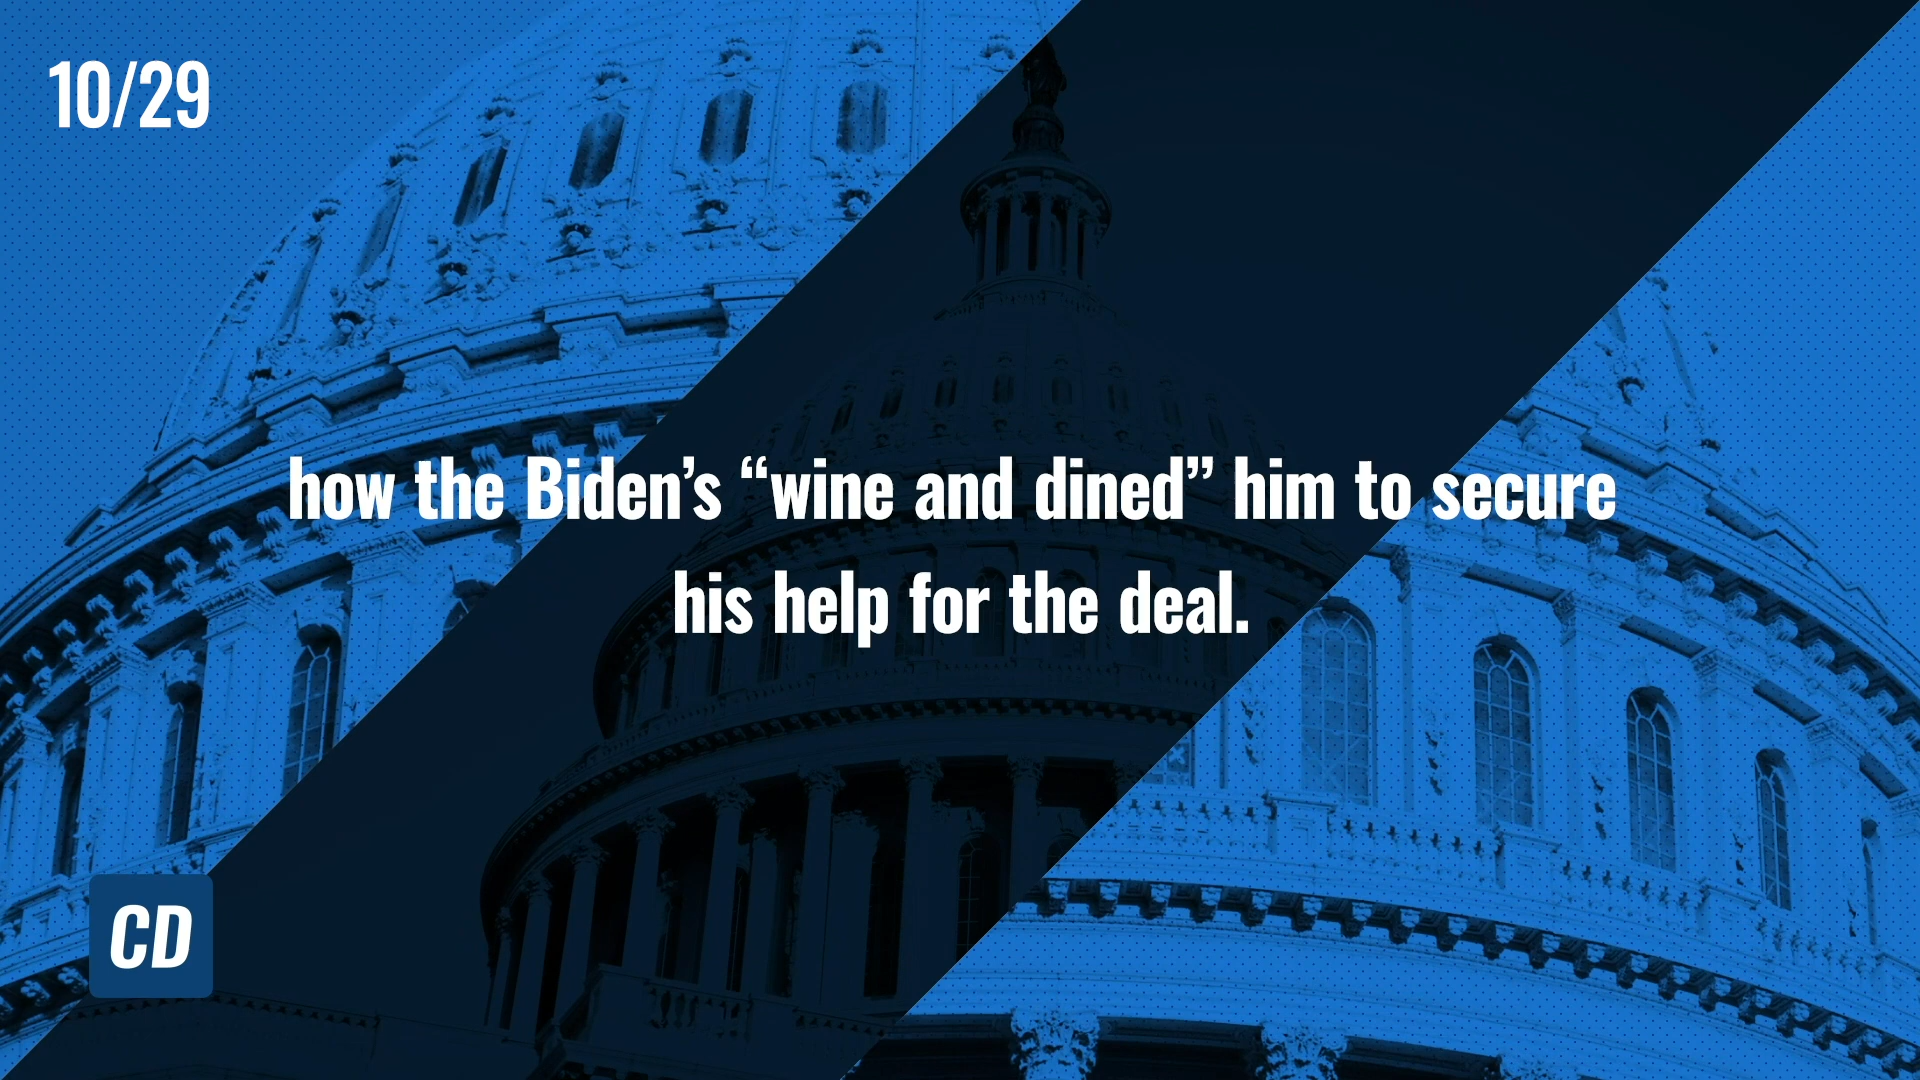 10/29
how the Biden’s “wine and dined” him to secure
his help for the deal.
CD